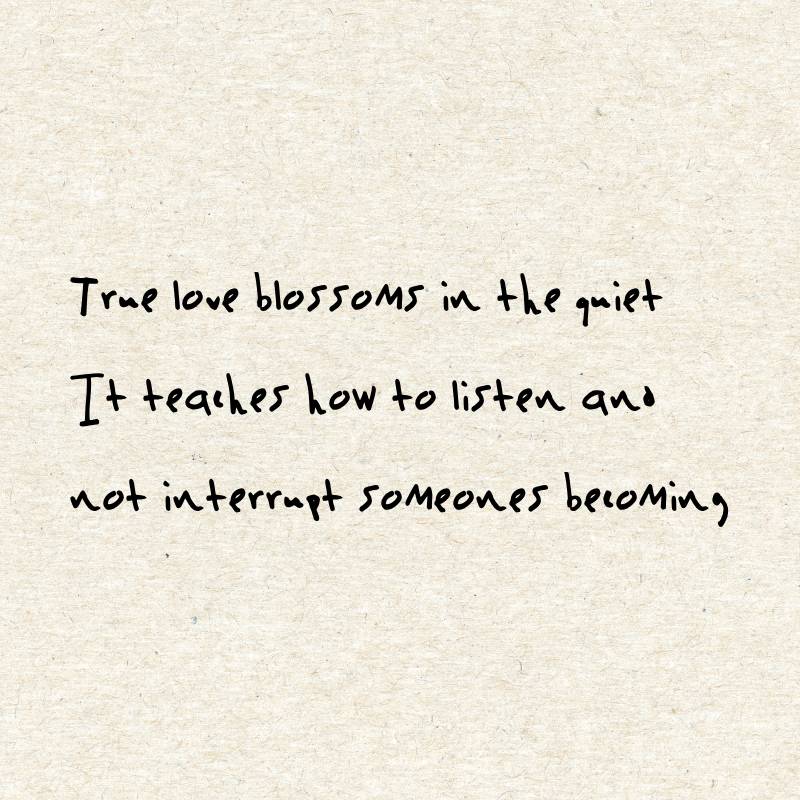 True love blossoms in the quiet
It teaches how to listen and
not interrupt someones becoming